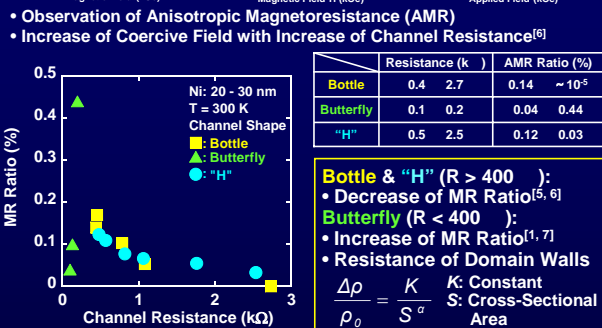 • Observation of Anisotropic Magnetoresistance (AMR)
• Increase of Coercive Field with Increase of Channel Resistance[6]
0.5
0.4
0.3
0.2
0.1
0
MR Ratio (%)
Ni: 20 - 30 nm
T = 300 K
Channel Shape
: Bottle
: Butterfly
: "H"
0 1 2 3
Channel Resistance (kΩ)
Resistance (k ) AMR Ratio (%)
Bottle 0.4 2.7 0.14 ~10-5
Butterfly 0.1 0.2 0.04 0.44
“H” 0.5 2.5 0.12 0.03
Bottle & “H” (R > 400 ):
• Decrease of MR Ratio[5, 6]
Butterfly (R < 400 ):
• Increase of MR Ratio[1, 7]
• Resistance of Domain Walls
Δρ/ρ0 = K/Sα
K: Constant
S: Cross-Sectional
Area